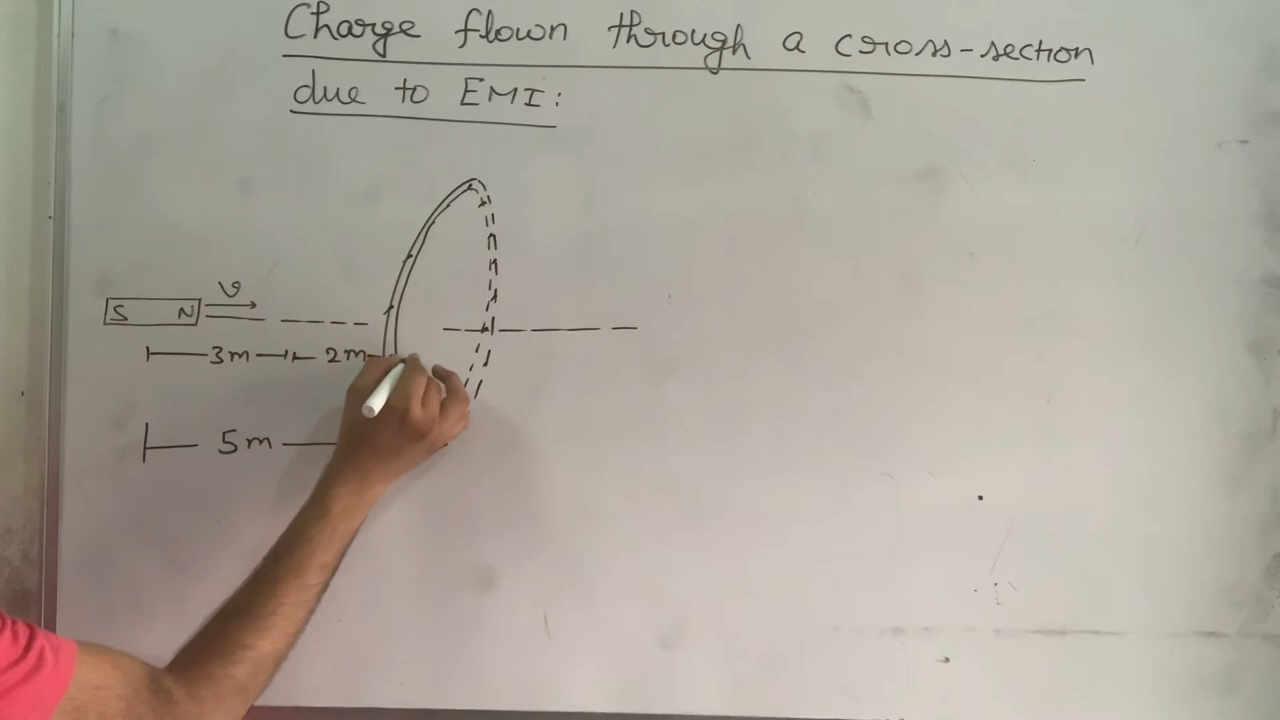 Charge flown through a cross-section
due to EMI:
v
S N
3m 2m
5m